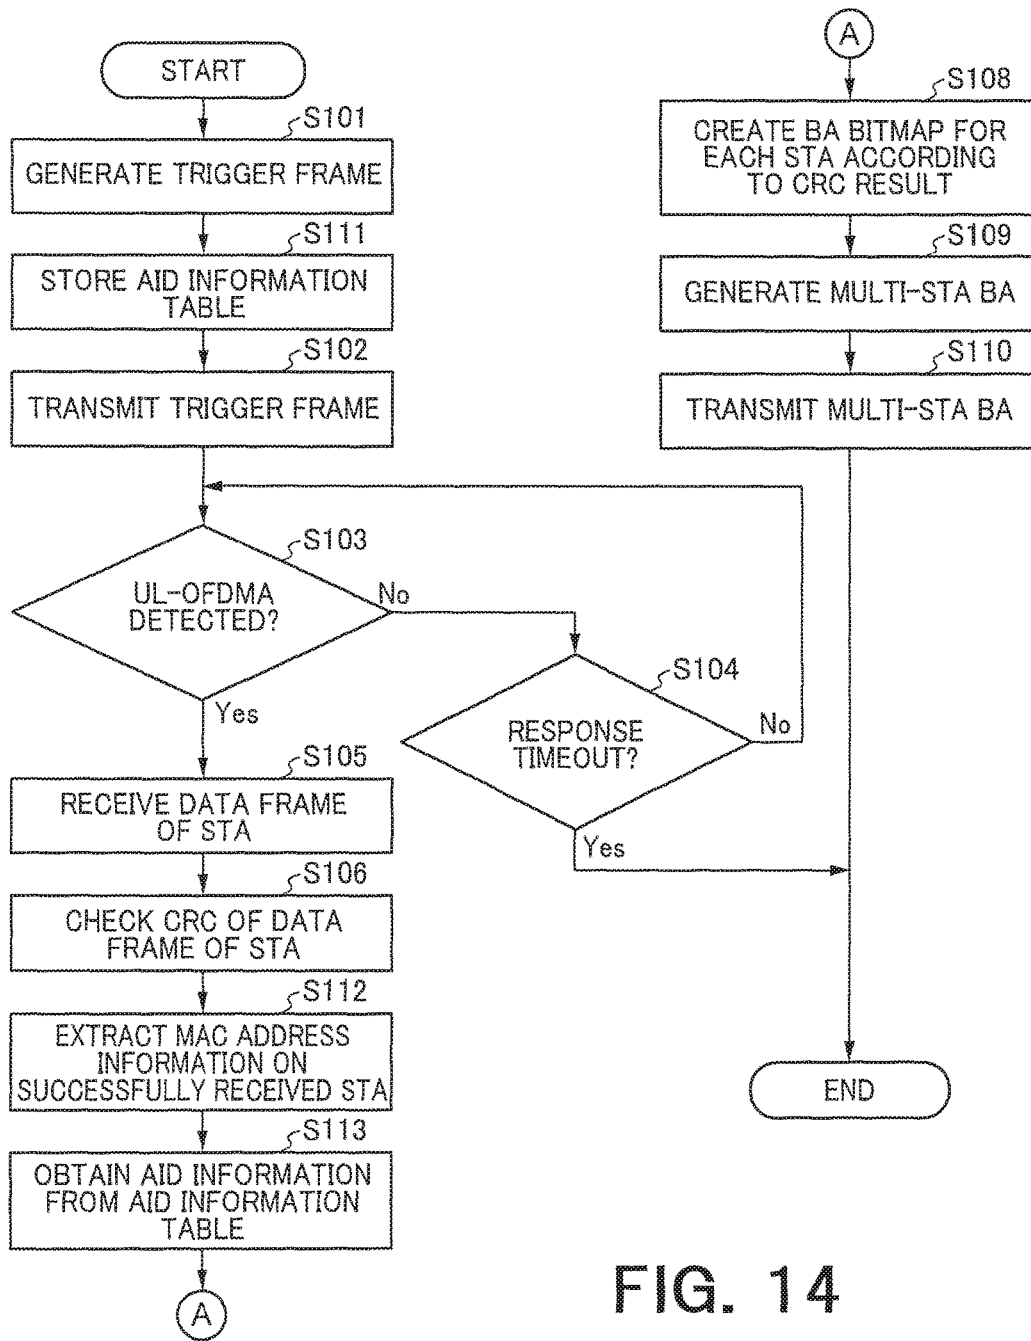 START
S101
GENERATE TRIGGER FRAME
S111
STORE AID INFORMATION
TABLE
S102
TRANSMIT TRIGGER FRAME
S103
UL-OFDMA
DETECTED?
No
Yes
S104
RESPONSE
TIMEOUT?
No
Yes
S105
RECEIVE DATA FRAME
OF STA
S106
CHECK CRC OF DATA
FRAME OF STA
S112
EXTRACT MAC ADDRESS
INFORMATION ON
SUCCESSFULLY RECEIVED STA
S113
OBTAIN AID INFORMATION
FROM AID INFORMATION
TABLE
A
A
S108
CREATE BA BITMAP FOR
EACH STA ACCORDING
TO CRC RESULT
S109
GENERATE MULTI-STA BA
S110
TRANSMIT MULTI-STA BA
END
FIG. 14